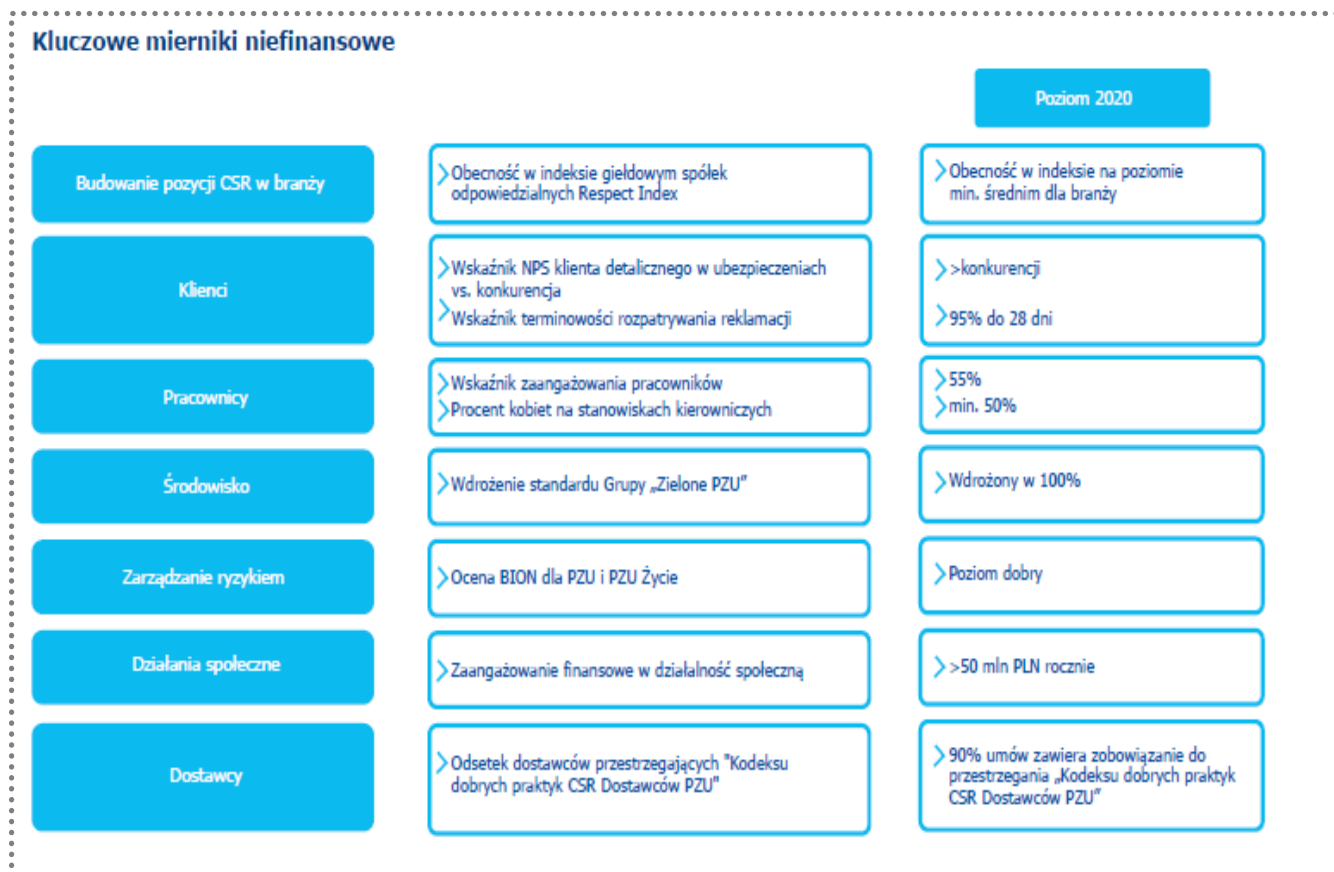 Kluczowe mierniki niefinansowe
Poziom 2020
Budowanie pozycji CSR w branży
Obecność w indeksie giełdowym spółek
odpowiedzialnych Respect Index
Obecność w indeksie na poziomie
min. średnim dla branży
Klienci
Wskaźnik NPS klienta detalicznego w ubezpieczeniach
vs. konkurencja
Wskaźnik terminowości rozpatrywania reklamacji
>konkurencji
95% do 28 dni
Pracownicy
Wskaźnik zaangażowania pracowników
Procent kobiet na stanowiskach kierowniczych
55%
min. 50%
Środowisko
Wdrożenie standardu Grupy „Zielone PZU”
Wdrożony w 100%
Zarządzanie ryzykiem
Ocena BION dla PZU i PZU Życie
Poziom dobry
Działania społeczne
Zaangażowanie finansowe w działalność społeczną
>50 mln PLN rocznie
Dostawcy
Odsetek dostawców przestrzegających "Kodeksu
dobrych praktyk CSR Dostawców PZU"
90% umów zawiera zobowiązanie do
przestrzegania „Kodeksu dobrych praktyk
CSR Dostawców PZU”